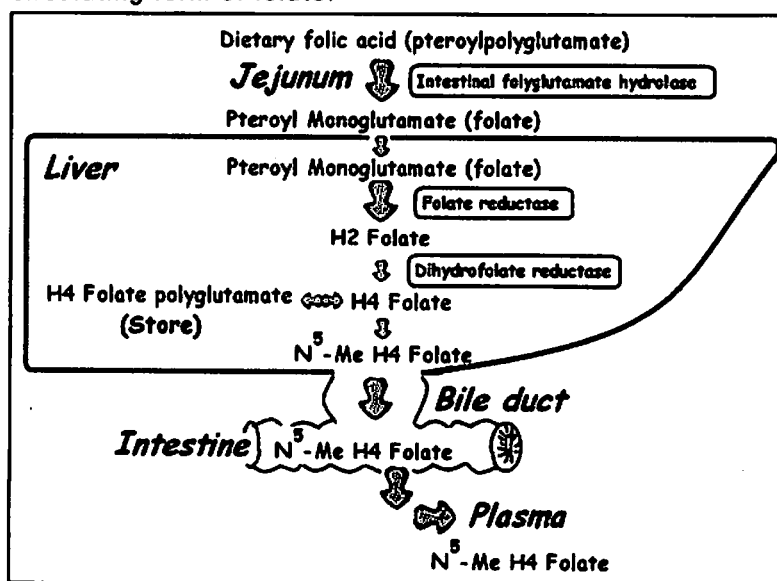 Dietary folic acid (pteroylpolyglutamate)
Jejunum
Intestinal folyglutamate hydrolase
Pteroyl Monoglutamate (folate)
Liver
Pteroyl Monoglutamate (folate)
Folate reductase
H2 Folate
Dihydrofolate reductase
H4 Folate polyglutamate H4 Folate
(Store)
N⁵-Me H4 Folate
Bile duct
Intestine N⁵-Me H4 Folate
Plasma
N⁵-Me H4 Folate